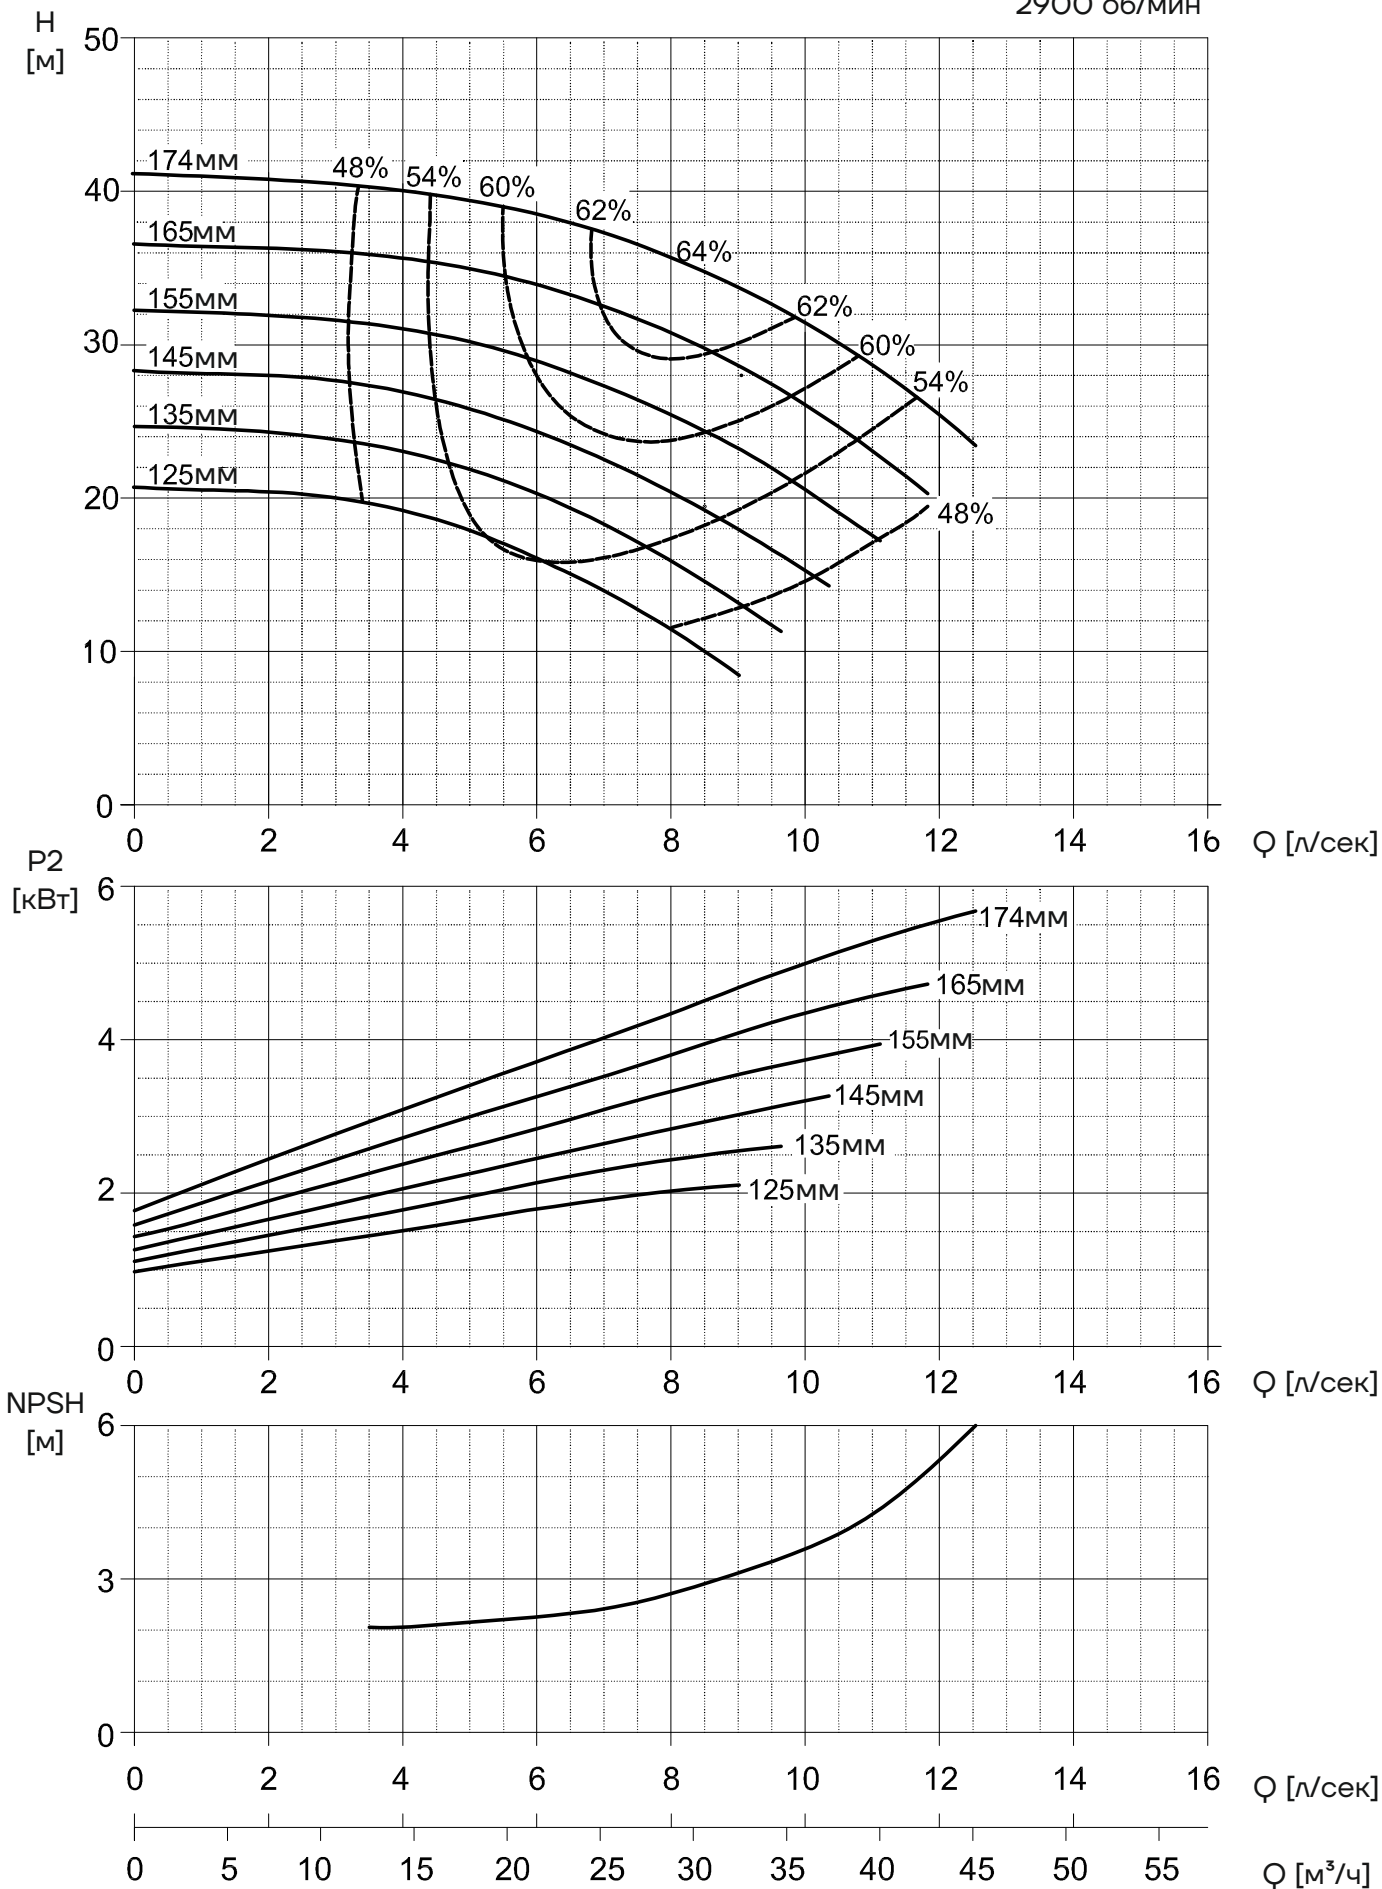 2900 об/мин
H
[м]
50
40
30
20
10
0
174мм
165мм
155мм
145мм
135мм
125мм
48%
54%
60%
62%
64%
62%
60%
54%
48%
0 2 4 6 8 10 12 14 16 Q [л/сек]
P2
[кВт]
6
4
2
0
174мм
165мм
155мм
145мм
135мм
125мм
0 2 4 6 8 10 12 14 16 Q [л/сек]
NPSH
[м]
6
3
0
0 2 4 6 8 10 12 14 16 Q [л/сек]
0 5 10 15 20 25 30 35 40 45 50 55 Q [м³/ч]